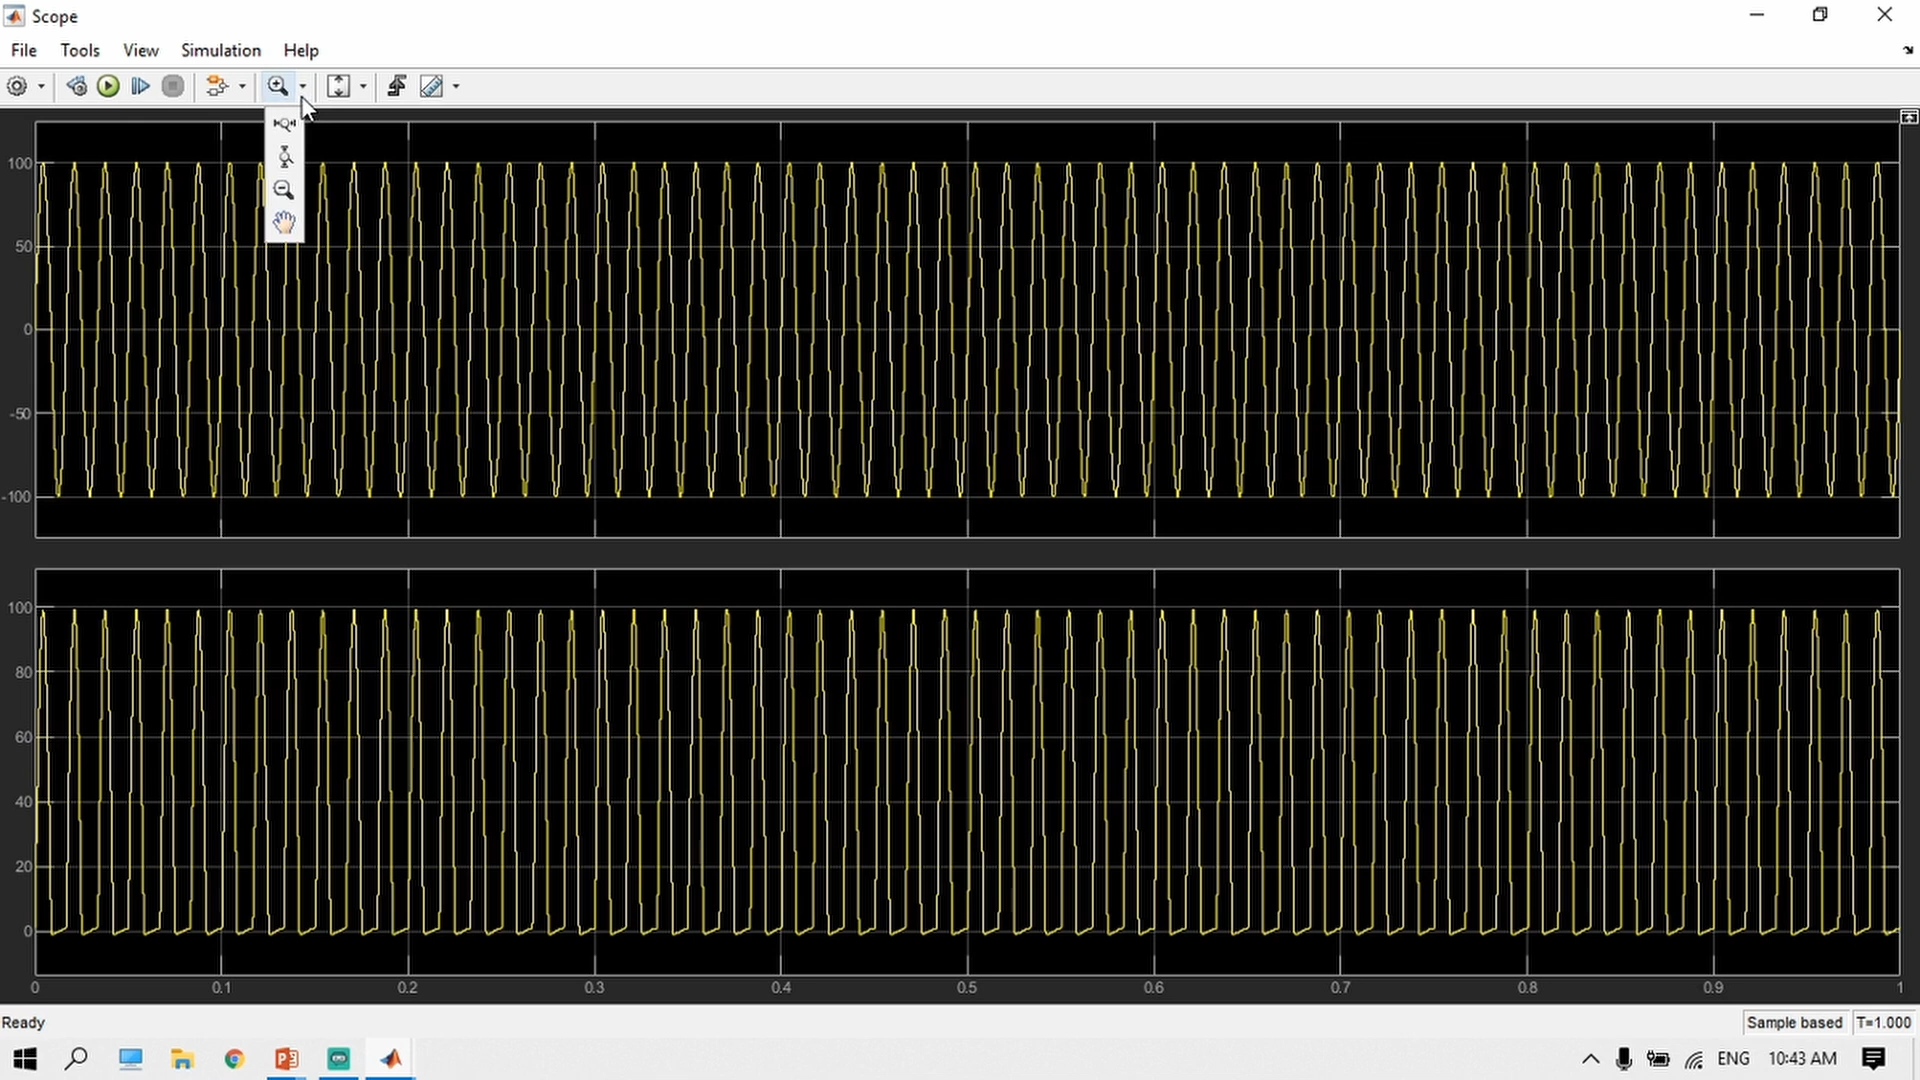 Scope
File Tools View Simulation Help
100
50
0
-50
-100
100
80
60
40
20
0
0 0.1 0.2 0.3 0.4 0.5 0.6 0.7 0.8 0.9 1
Ready Sample based T=1.000
ENG 10:43 AM